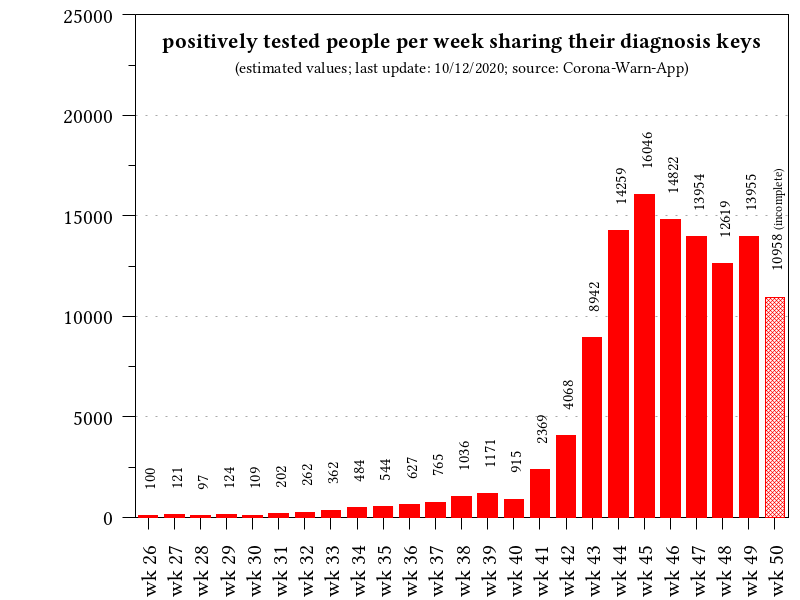 positively tested people per week sharing their diagnosis keys
(estimated values; last update: 10/12/2020; source: Corona-Warn-App)
25000
20000
15000
10000
5000
0
100
121
97
124
109
202
262
362
484
544
627
765
1036
1171
915
2369
4068
8942
14259
16046
14822
13954
12619
13955
10958 (incomplete)
wk 26
wk 27
wk 28
wk 29
wk 30
wk 31
wk 32
wk 33
wk 34
wk 35
wk 36
wk 37
wk 38
wk 39
wk 40
wk 41
wk 42
wk 43
wk 44
wk 45
wk 46
wk 47
wk 48
wk 49
wk 50